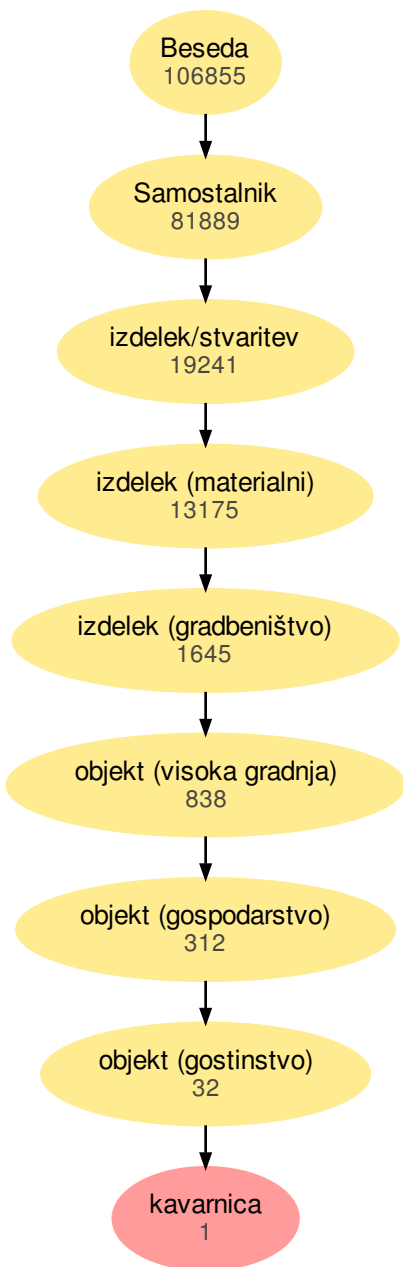 Beseda
106855
Samostalnik
81889
izdelek/stvaritev
19241
izdelek (materialni)
13175
izdelek (gradbeništvo)
1645
objekt (visoka gradnja)
838
objekt (gospodarstvo)
312
objekt (gostinstvo)
32
kavarnica
1